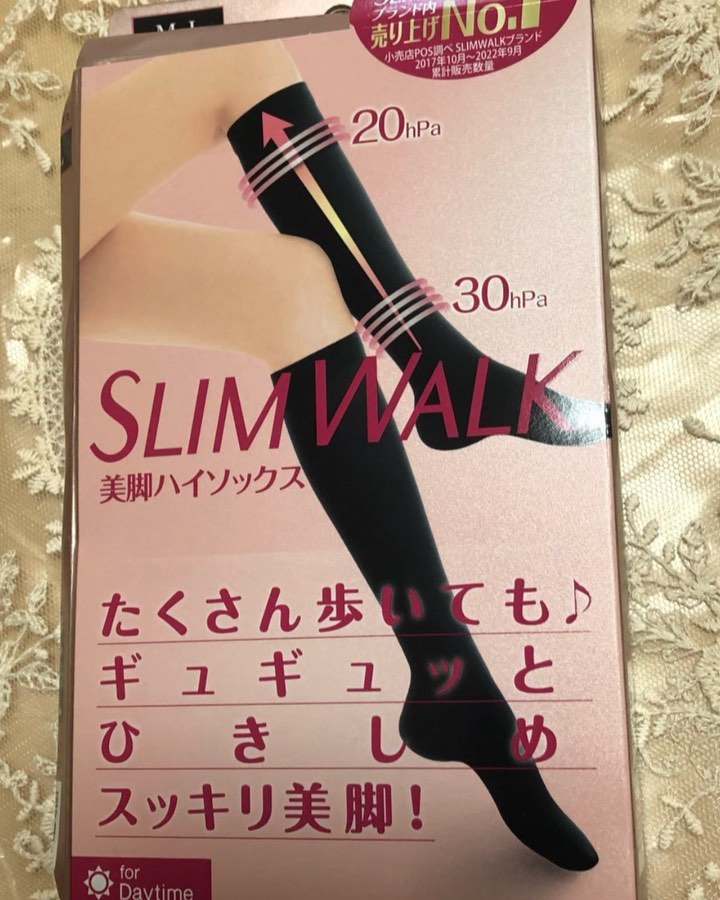 M-L
ブランド内
売り上げNo.1
小売店POS調べ SLIMWALKブランド
2017年10月～2022年9月
累計販売数量
20hPa
30hPa
SLIM WALK
美脚ハイソックス
たくさん歩いても♪
ギュギュッと
ひきしめ
スッキリ美脚！
for
Daytime